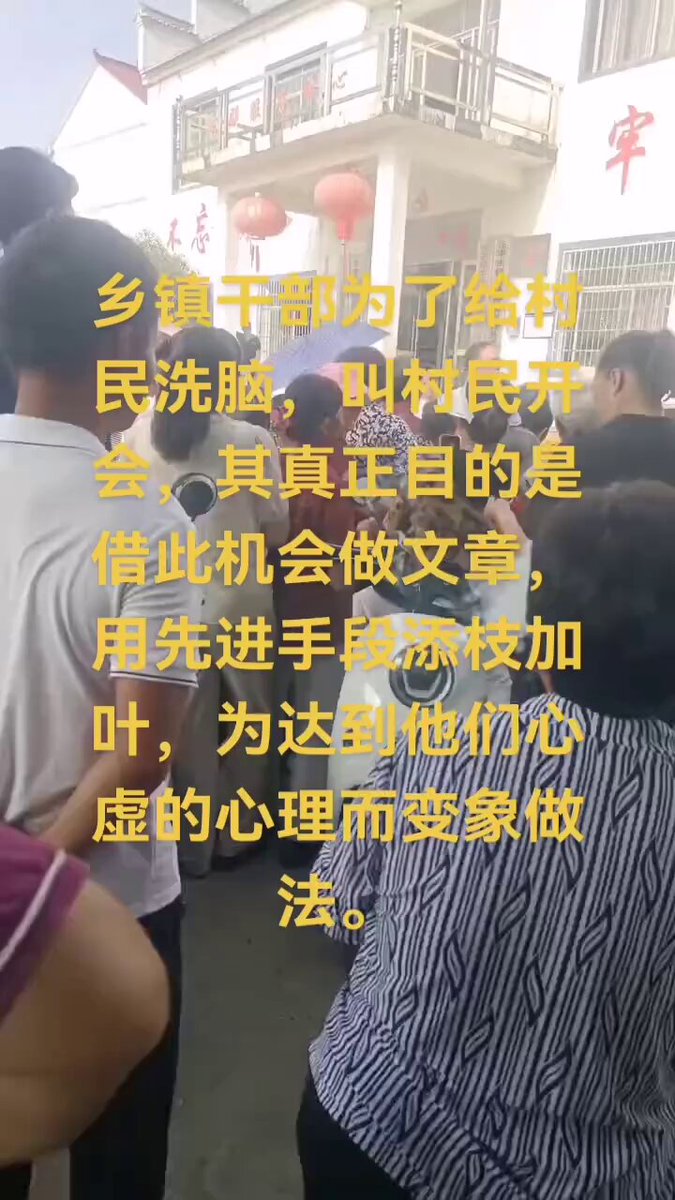 牢
不忘
乡镇干部为了给村
民洗脑，叫村民开
会，其真正目的是
借此机会做文章，
用先进手段添枝加
叶，为达到他们心
虚的心理而变象做
法。